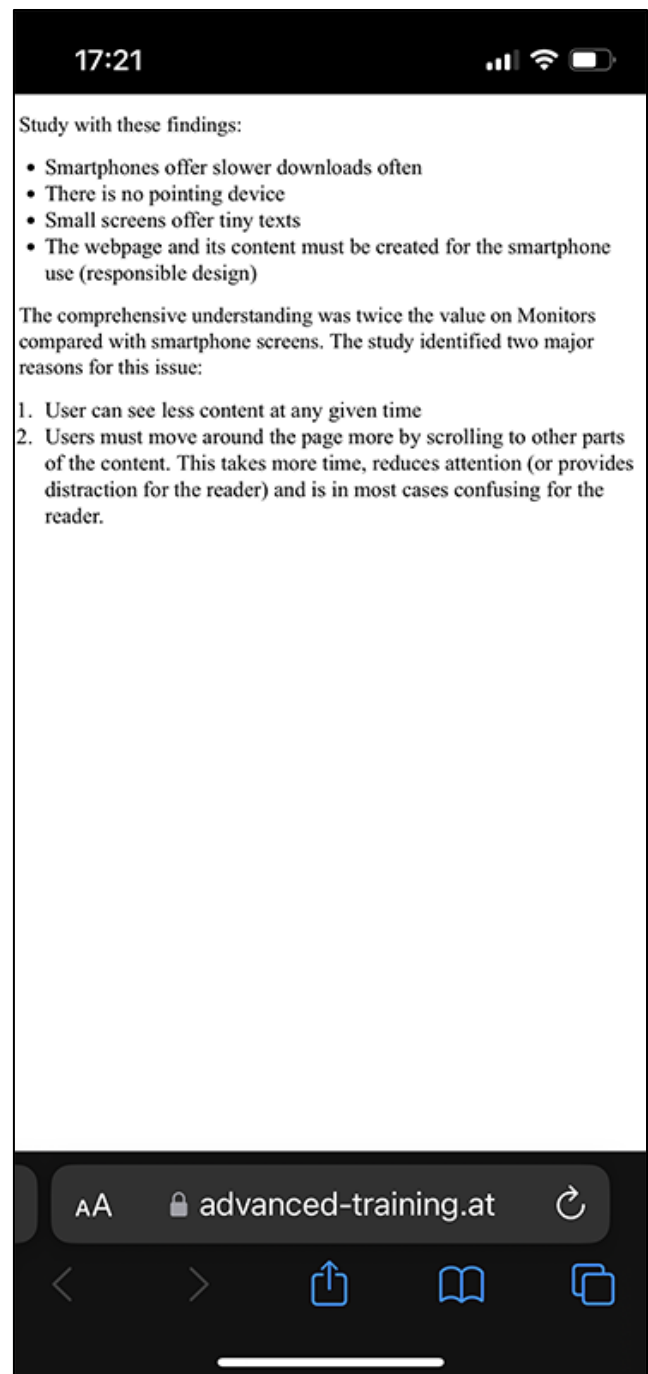 17:21
Study with these findings:
• Smartphones offer slower downloads often
• There is no pointing device
• Small screens offer tiny texts
• The webpage and its content must be created for the smartphone
use (responsible design)
The comprehensive understanding was twice the value on Monitors
compared with smartphone screens. The study identified two major
reasons for this issue:
1. User can see less content at any given time
2. Users must move around the page more by scrolling to other parts
of the content. This takes more time, reduces attention (or provides
distraction for the reader) and is in most cases confusing for the
reader.
AA advanced-training.at